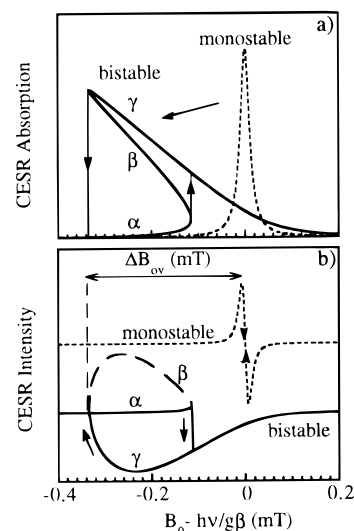 a)
monostable
bistable
γ
β
α
CESR Absorption
ΔB_ov (mT)
b)
monostable
β
α
γ
bistable
CESR Intensity
-0.4 -0.2 0 0.2
B_o- hν/gβ (mT)